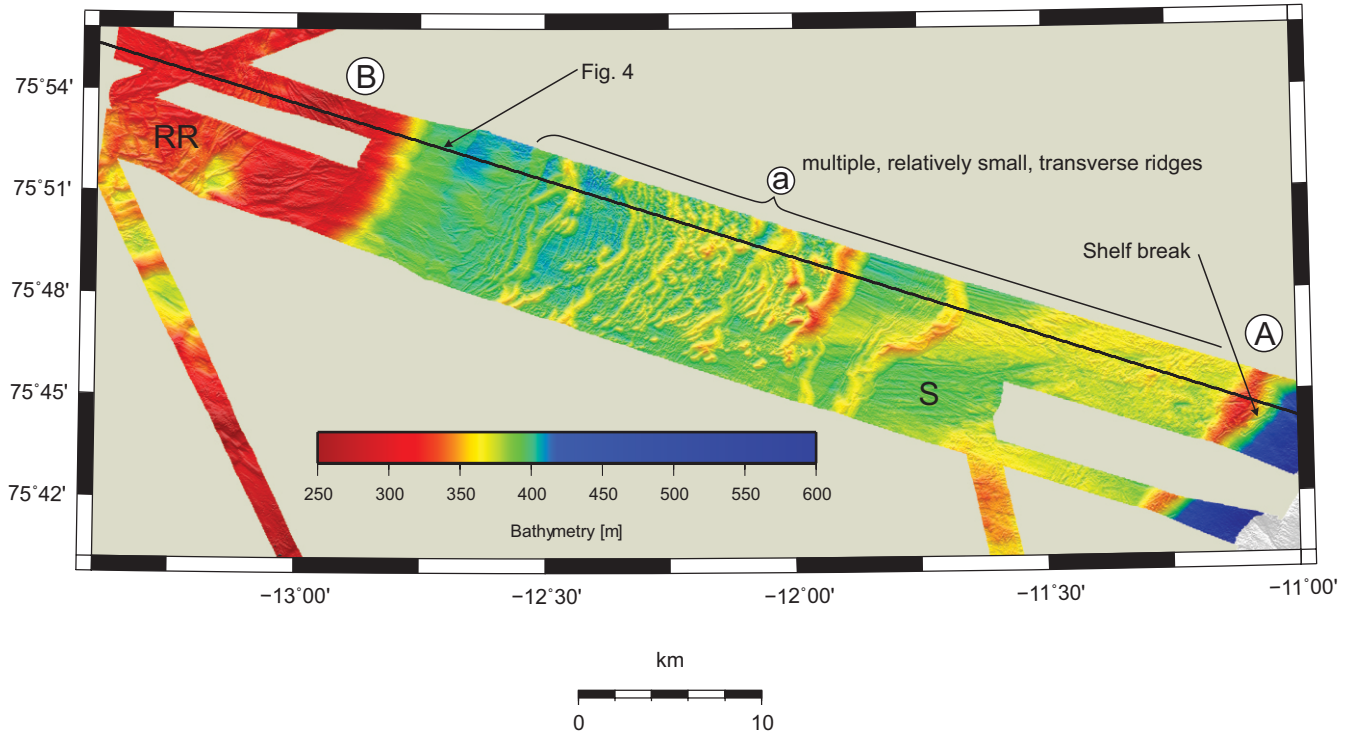 B
Fig. 4
75°54'
RR
multiple, relatively small, transverse ridges
a
75°51'
Shelf break
75°48'
A
75°45'
S
250 300 350 400 450 500 550 600
75°42'
Bathymetry [m]
−13°00' −12°30' −12°00' −11°30' −11°00'
km
0 10